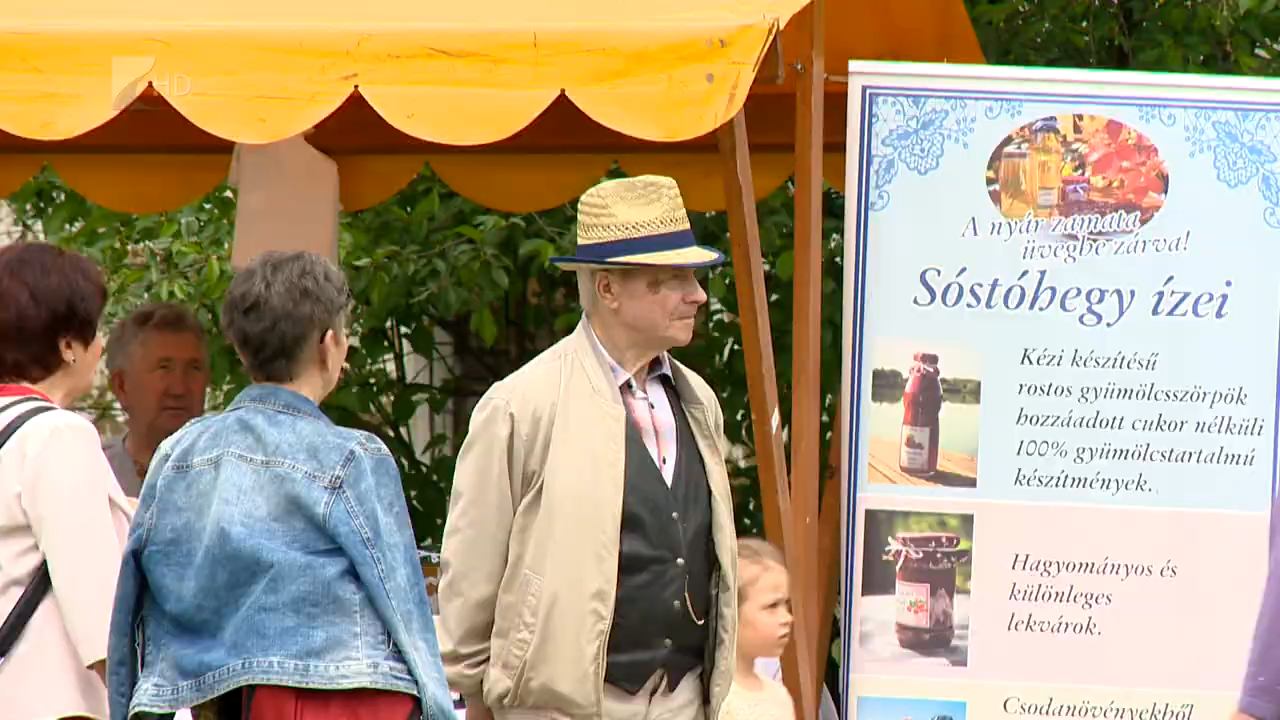 HD
A nyár zamata
üvegbe zárva!
Sóstóhegy ízei
Kézi készítésű
rostos gyümölcsszörpök
hozzáadott cukor nélküli
100% gyümölcstartalmú
készítmények.
Hagyományos és
különleges
lekvárok.
Csodanövényekből